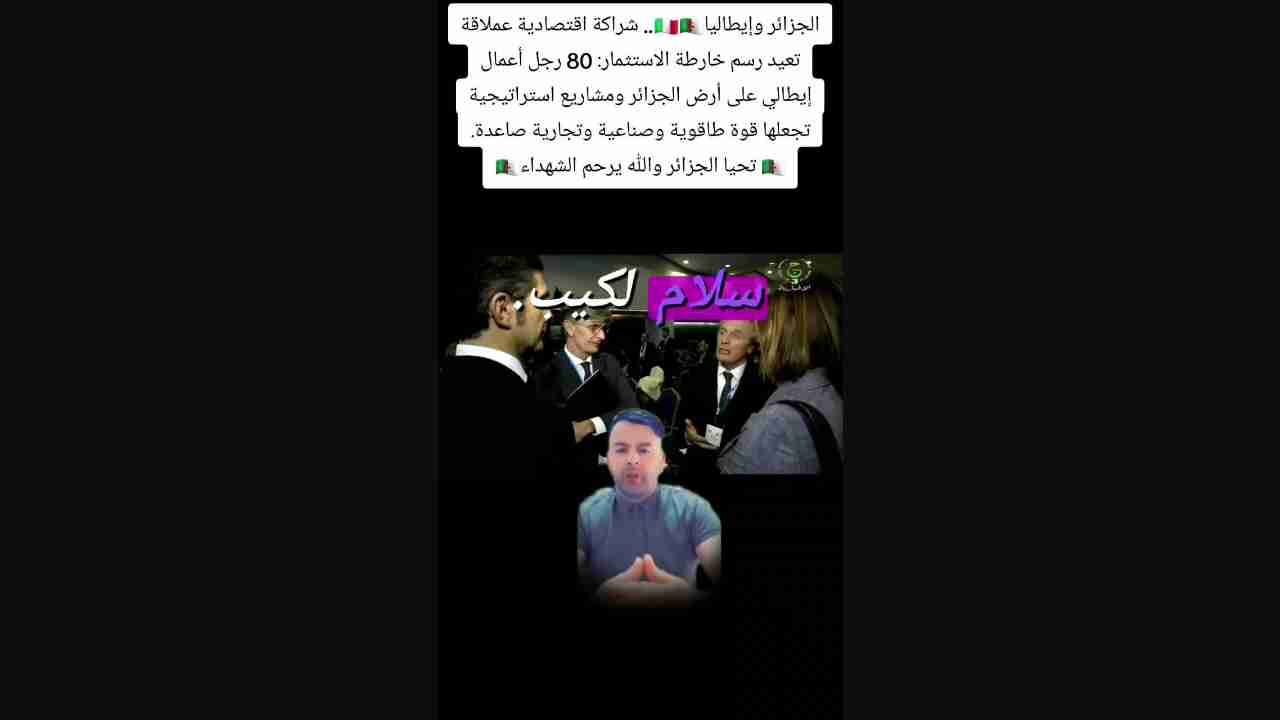 الجزائر وإيطاليا 🇩🇿🇮🇹.. شراكة اقتصادية عملاقة
تعيد رسم خارطة الاستثمار: 80 رجل أعمال
إيطالي على أرض الجزائر ومشاريع استراتيجية
تجعلها قوة طاقوية وصناعية وتجارية صاعدة.
🇩🇿 تحيا الجزائر والله يرحم الشهداء 🇩🇿
سلام لكيب.